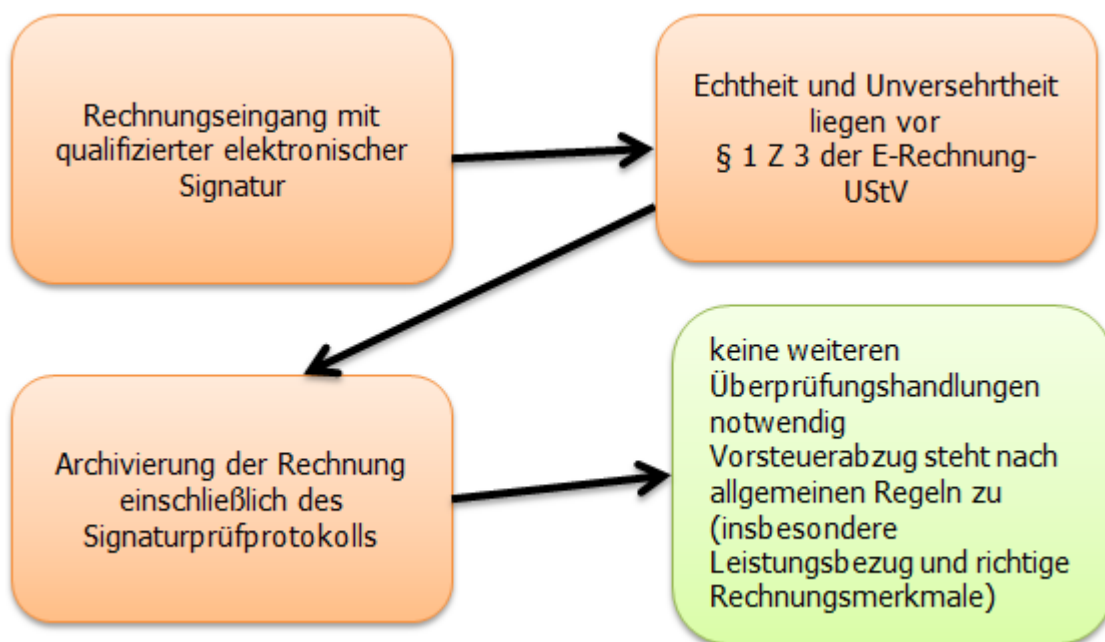 Rechnungseingang mit
qualifizierter elektronischer
Signatur
Echtheit und Unversehrtheit
liegen vor
§ 1 Z 3 der E-Rechnung-
UStV
Archivierung der Rechnung
einschließlich des
Signaturprüfprotokolls
keine weiteren
Überprüfungshandlungen
notwendig
Vorsteuerabzug steht nach
allgemeinen Regeln zu
(insbesondere
Leistungsbezug und richtige
Rechnungsmerkmale)